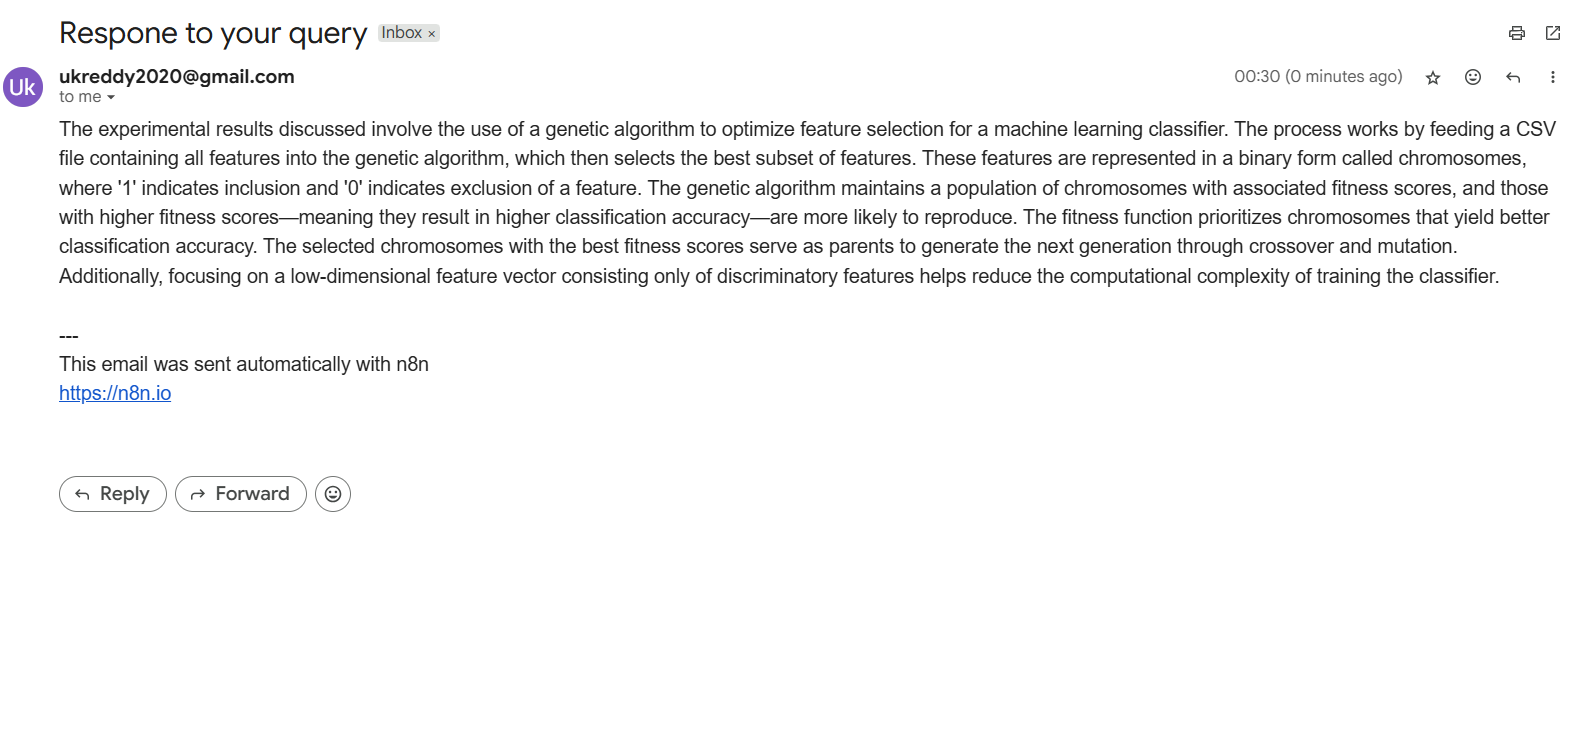 Respone to your query Inbox ×
Uk
ukreddy2020@gmail.com 00:30 (0 minutes ago)
to me
The experimental results discussed involve the use of a genetic algorithm to optimize feature selection for a machine learning classifier. The process works by feeding a CSV
file containing all features into the genetic algorithm, which then selects the best subset of features. These features are represented in a binary form called chromosomes,
where '1' indicates inclusion and '0' indicates exclusion of a feature. The genetic algorithm maintains a population of chromosomes with associated fitness scores, and those
with higher fitness scores—meaning they result in higher classification accuracy—are more likely to reproduce. The fitness function prioritizes chromosomes that yield better
classification accuracy. The selected chromosomes with the best fitness scores serve as parents to generate the next generation through crossover and mutation.
Additionally, focusing on a low-dimensional feature vector consisting only of discriminatory features helps reduce the computational complexity of training the classifier.
---
This email was sent automatically with n8n
https://n8n.io
Reply Forward